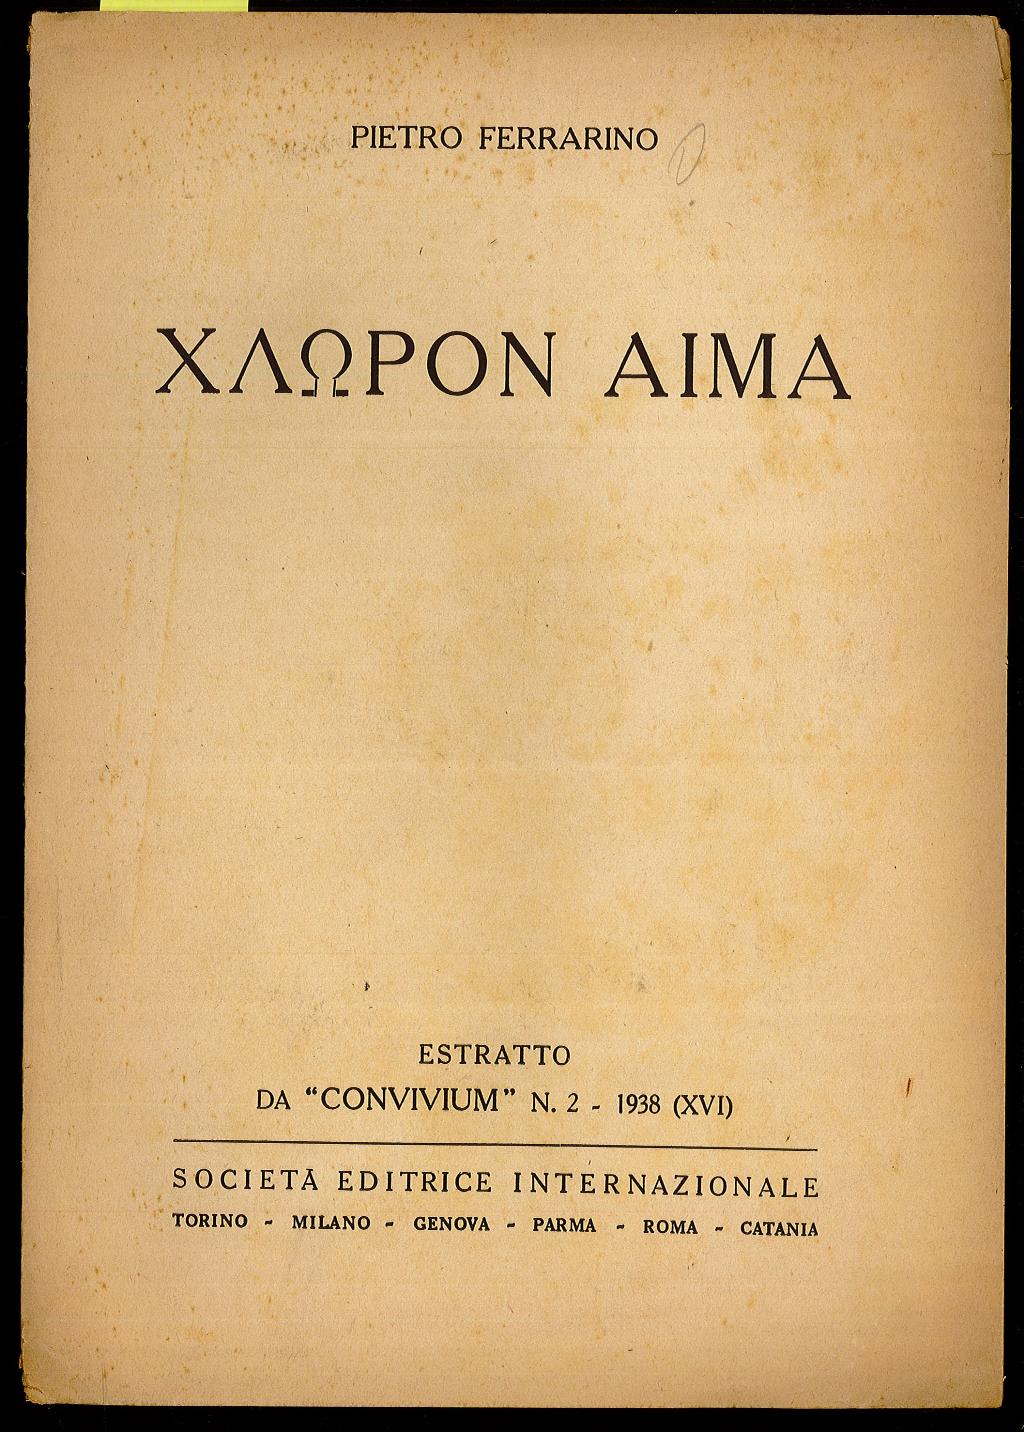 PIETRO FERRARINO
ΧΛΩΡΟΝ ΑΙΜΑ
ESTRATTO
DA "CONVIVIUM" N. 2 - 1938 (XVI)
SOCIETÀ EDITRICE INTERNAZIONALE
TORINO - MILANO - GENOVA - PARMA - ROMA - CATANIA